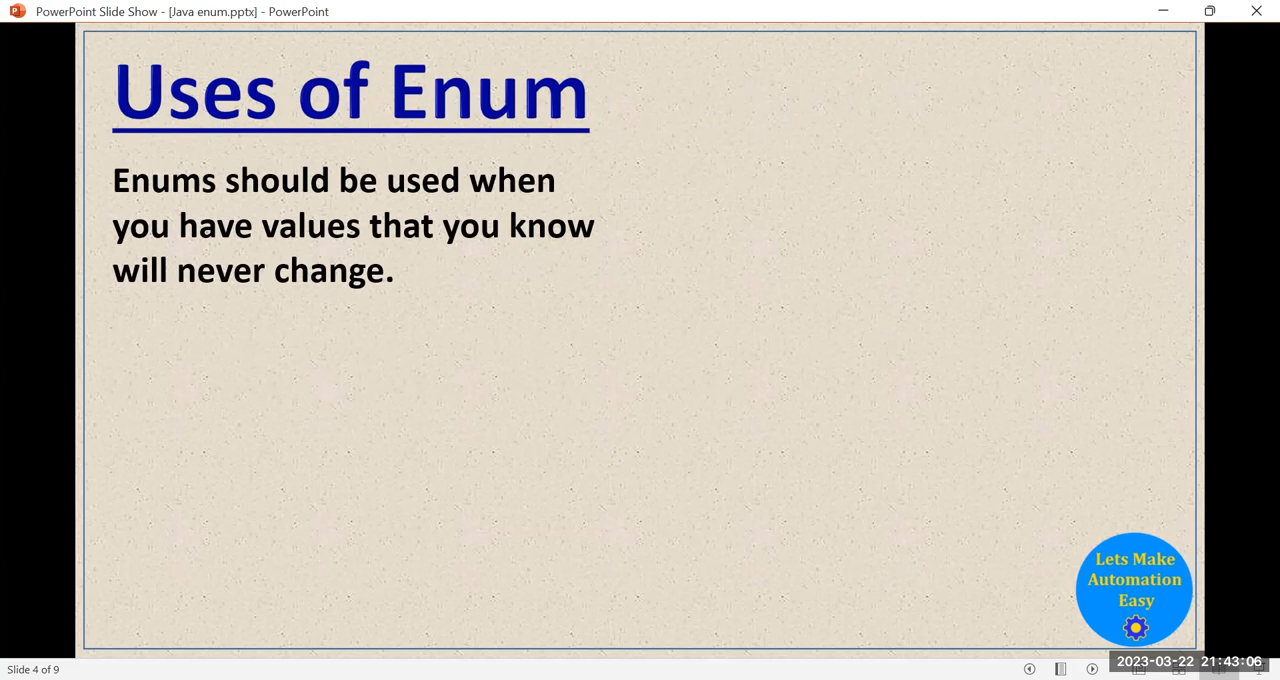 PowerPoint Slide Show - [Java enum.pptx] - PowerPoint
Uses of Enum
Enums should be used when
you have values that you know
will never change.
Lets Make
Automation
Easy
2023-03-22 21:43:06
Slide 4 of 9